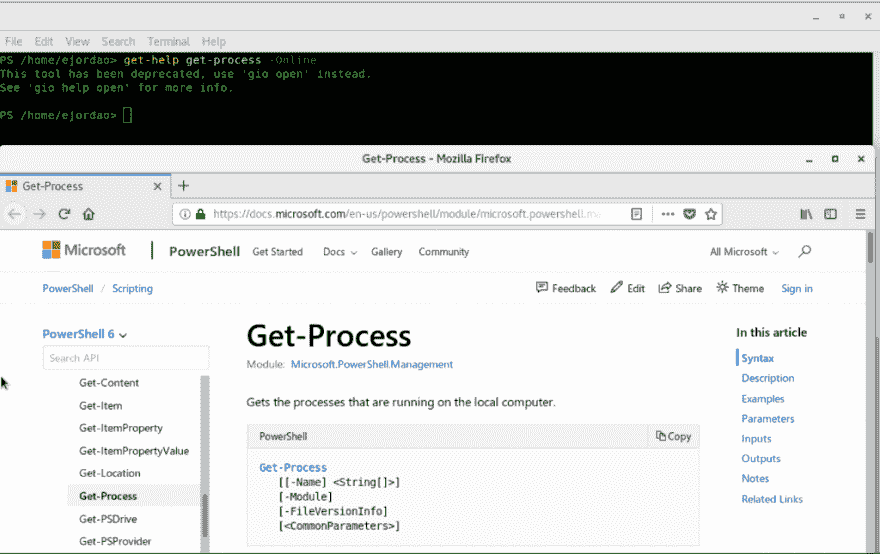 File Edit View Search Terminal Help
PS /home/ejordao> get-help get-process -Online
This tool has been deprecated, use 'gio open' instead.
See 'gio help open' for more info.
PS /home/ejordao>
Get-Process - Mozilla Firefox
Get-Process
https://docs.microsoft.com/en-us/powershell/module/microsoft.powershell.m
Microsoft PowerShell Get Started Docs Gallery Community All Microsoft
PowerShell / Scripting Feedback Edit Share Theme Sign in
PowerShell 6
Search API
Get-Content
Get-Item
Get-ItemProperty
Get-ItemPropertyValue
Get-Location
Get-Process
Get-PSDrive
Get-PSProvider
Get-Process
Module: Microsoft.PowerShell.Management
Gets the processes that are running on the local computer.
PowerShell Copy
Get-Process
[[-Name] <String[]>]
[-Module]
[-FileVersionInfo]
[<CommonParameters>]
In this article
Syntax
Description
Examples
Parameters
Inputs
Outputs
Notes
Related Links